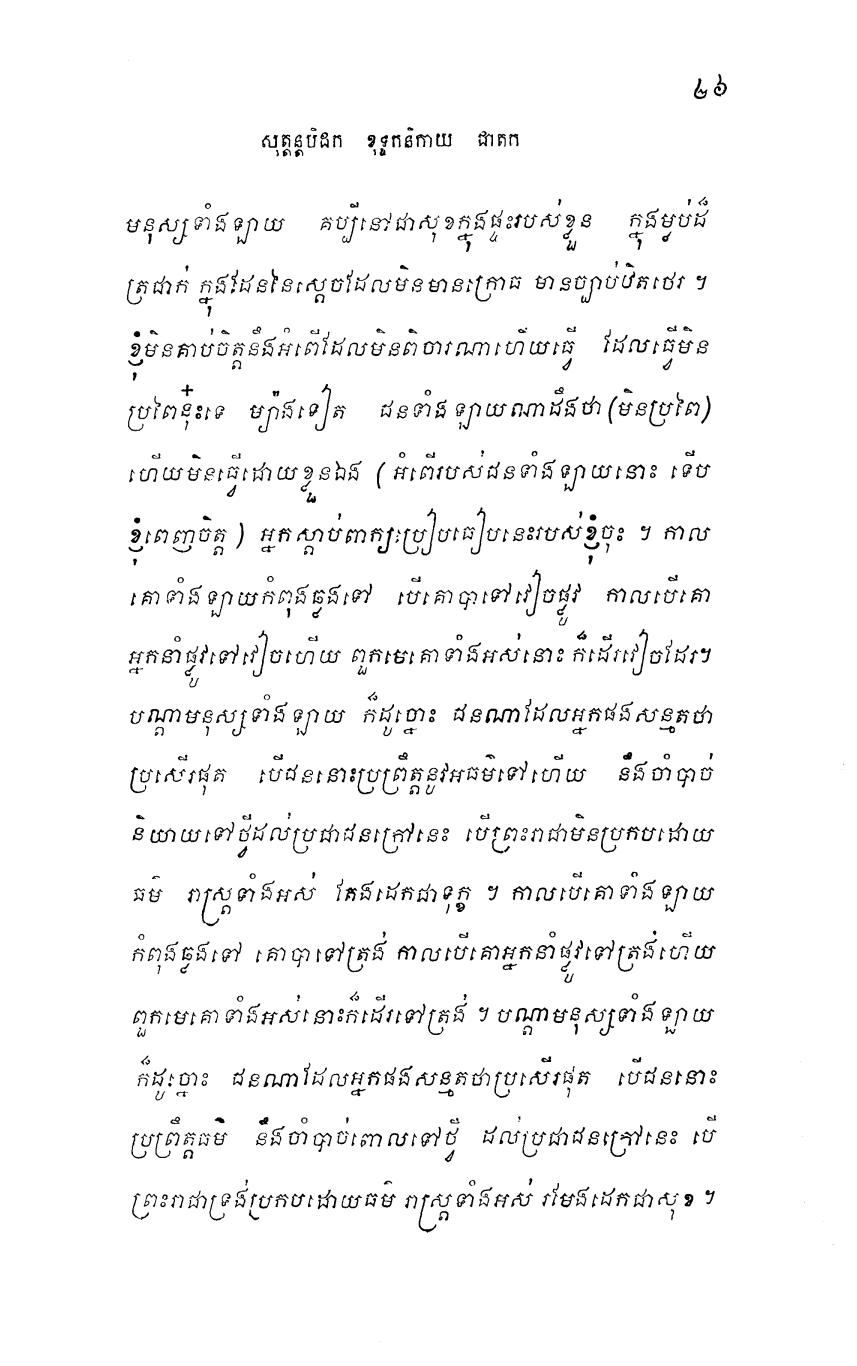 ៤៦
សុត្តន្តបិដក ខុទ្ទកនិកាយ ជាតក
មនុស្សទាំងឡាយ គប្បីនៅជាសុខក្នុងផ្ទះរបស់ខ្លួន ក្នុងម្លប់ដ៏
ត្រជាក់ ក្នុងដែននៃស្តេចដែលមិនមានក្រោធ មានច្បាប់ឋិតថេរ ។
ខ្ញុំមិនគាប់ចិត្តនឹងអំពើដែលមិនពិចារណាហើយធ្វើ ដែលធ្វើមិន
ប្រពៃនុ៎ះទេ ម្យ៉ាងទៀត ជនទាំងឡាយណាដឹងថា (មិនប្រពៃ)
ហើយមិនធ្វើដោយខ្លួនឯង ( អំពើរបស់ជនទាំងឡាយនោះ ទើប
ខ្ញុំពេញចិត្ត ) អ្នកស្តាប់ពាក្យប្រៀបធៀបនេះរបស់ខ្ញុំចុះ ។ កាល
គោទាំងឡាយកំពុងឆ្លងទៅ បើគោបាទៅវៀចផ្លូវ កាលបើគោ
អ្នកនាំផ្លូវទៅវៀចហើយ ពួកមេគោទាំងអស់នោះ ក៏ដើរវៀចដែរ។
បណ្តាមនុស្សទាំងឡាយ ក៏ដូច្នោះ ជនណាដែលអ្នកផងសន្មតថា
ប្រសើរផុត បើជននោះប្រព្រឹត្តនូវអធម៌ទៅហើយ នឹងចាំបាច់
និយាយទៅថ្វីដល់ប្រជាជនក្រៅនេះ បើព្រះរាជាមិនប្រកបដោយ
ធម៌ រាស្ត្រទាំងអស់ តែងដេកជាទុក្ខ ។ កាលបើគោទាំងឡាយ
កំពុងឆ្លងទៅ គោបាទៅត្រង់ កាលបើគោអ្នកនាំផ្លូវទៅត្រង់ហើយ
ពួកមេគោទាំងអស់នោះក៏ដើរទៅត្រង់ ។ បណ្តាមនុស្សទាំងឡាយ
ក៏ដូច្នោះ ជនណាដែលអ្នកផងសន្មតថាប្រសើរផុត បើជននោះ
ប្រព្រឹត្តធម៌ នឹងចាំបាច់ពោលទៅថ្វី ដល់ប្រជាជនក្រៅនេះ បើ
ព្រះរាជាទ្រង់ប្រកបដោយធម៌ រាស្ត្រទាំងអស់ រមែងដេកជាសុខ ។